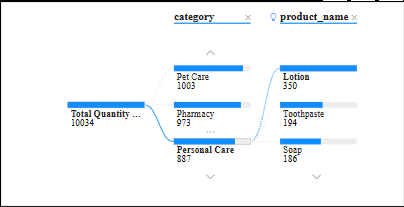 category
product_name
Pet Care
1003
Lotion
350
Total Quantity ...
10034
Pharmacy
973
Toothpaste
194
Personal Care
887
Soap
186